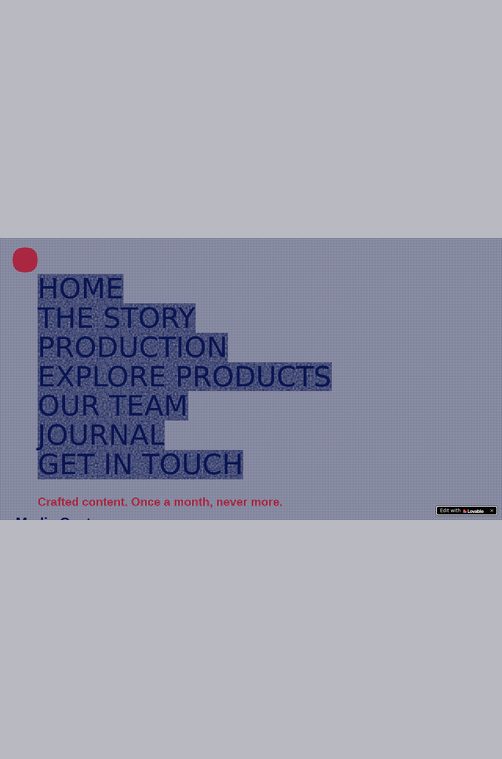 HOME
THE STORY
PRODUCTION
EXPLORE PRODUCTS
OUR TEAM
JOURNAL
GET IN TOUCH
Crafted content. Once a month, never more.
Edit with Lovable ×